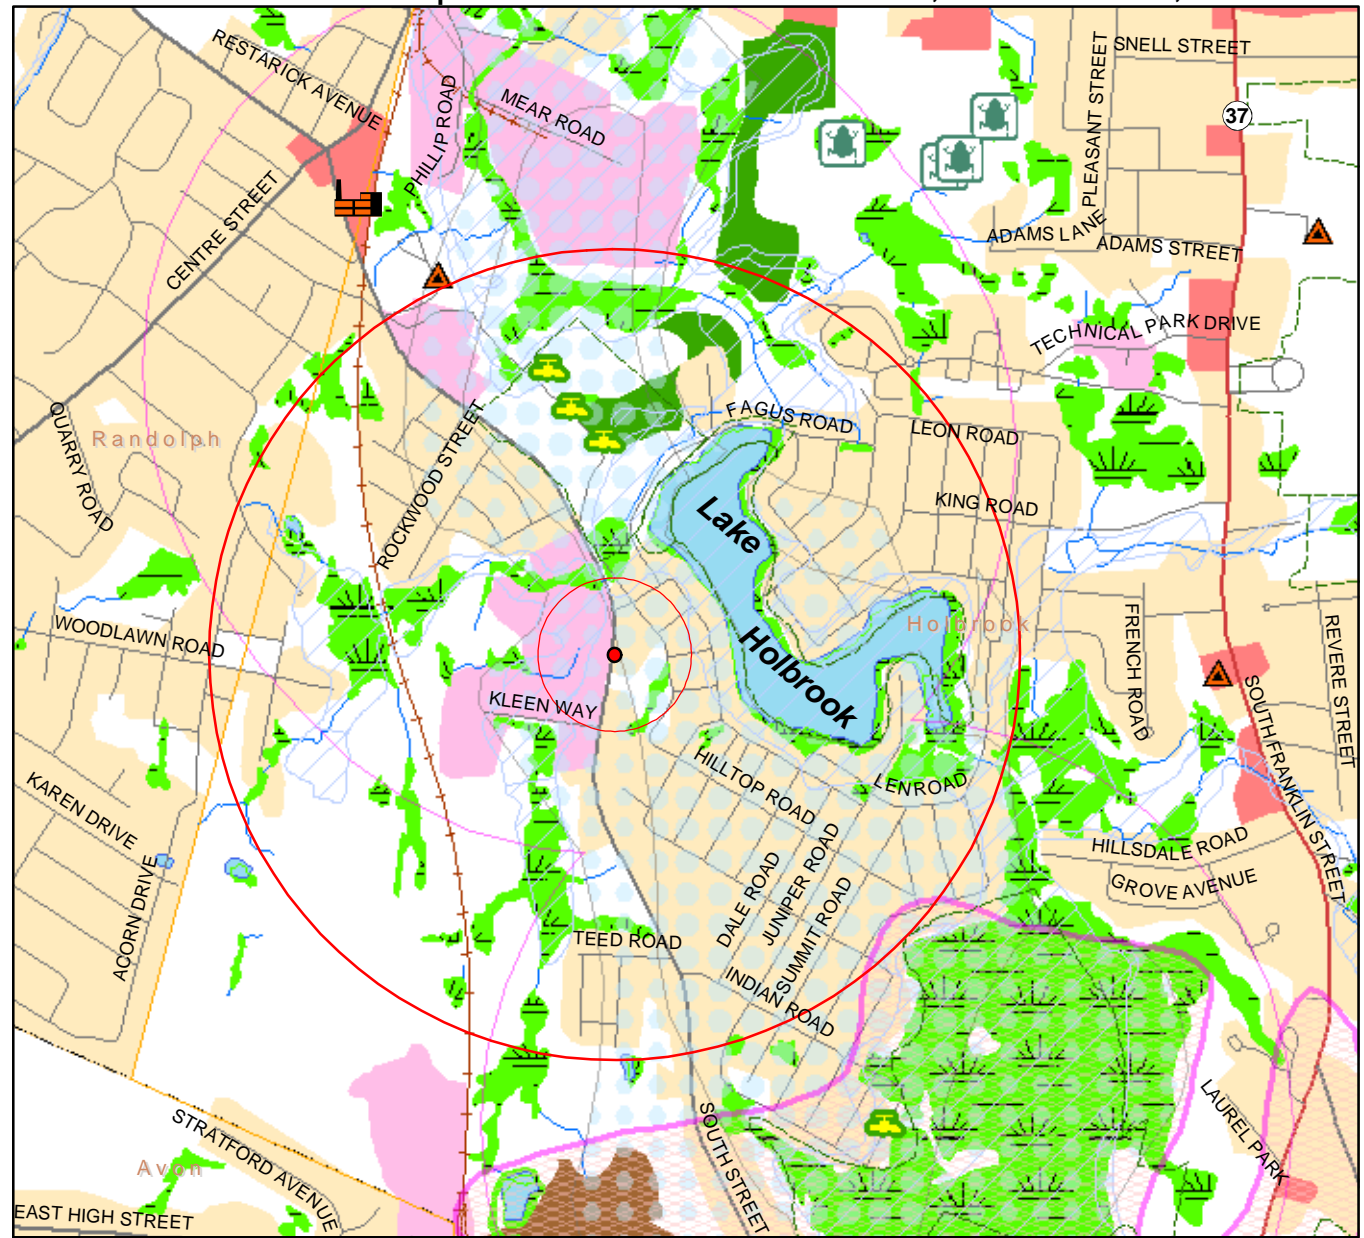 RESTARICK AVENUE
MEAR ROAD
PHILLIP ROAD
SNELL STREET
PLEASANT STREET
37
CENTRE STREET
ADAMS LANE
ADAMS STREET
TECHNICAL PARK DRIVE
QUARRY ROAD
Randolph
ROCKWOOD STREET
FAGUS ROAD
LEON ROAD
KING ROAD
Lake
Holbrook
Holbrook
WOODLAWN ROAD
KLEEN WAY
FRENCH ROAD
REVERE STREET
SOUTH FRANKLIN STREET
HILLTOP ROAD
LEN ROAD
KAREN DRIVE
ACORN DRIVE
DALE ROAD
JUNIPER ROAD
SUMMIT ROAD
HILLSDALE ROAD
GROVE AVENUE
TEED ROAD
INDIAN ROAD
LAUREL PARK
SOUTH STREET
STRATFORD AVENUE
Avon
EAST HIGH STREET